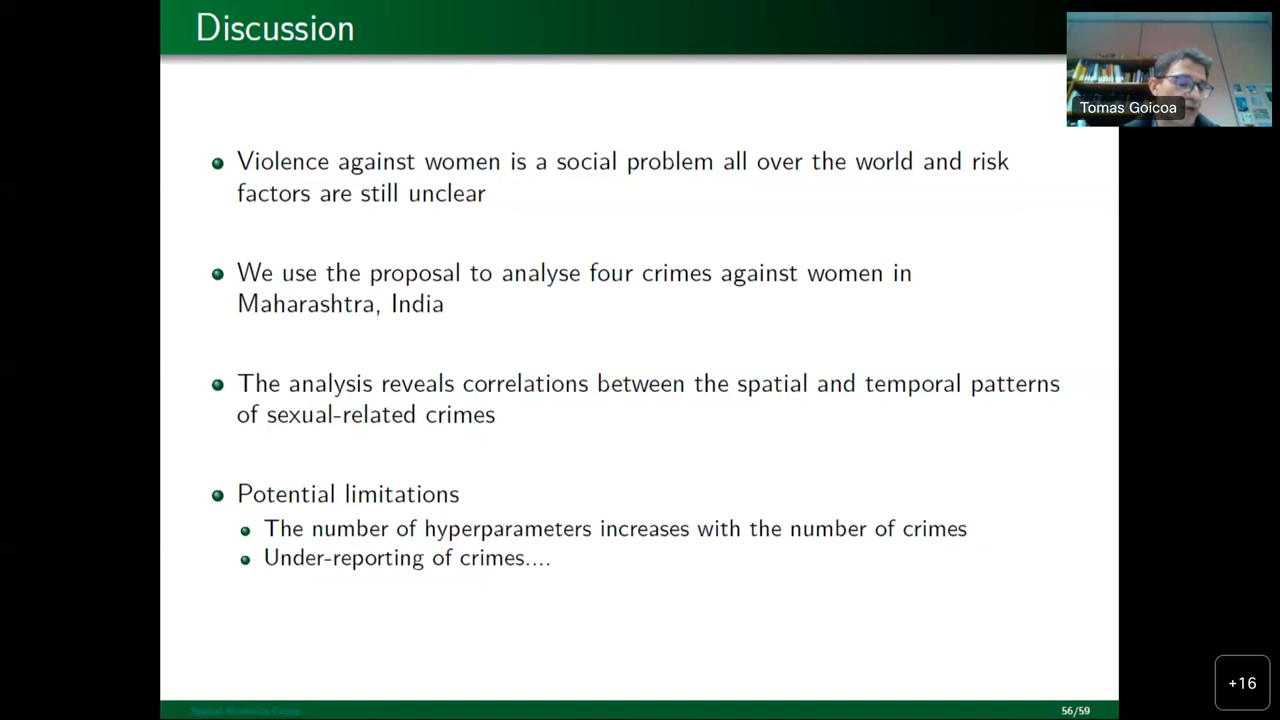 Discussion
Tomas Goicoa
Violence against women is a social problem all over the world and risk
factors are still unclear
We use the proposal to analyse four crimes against women in
Maharashtra, India
The analysis reveals correlations between the spatial and temporal patterns
of sexual-related crimes
Potential limitations
The number of hyperparameters increases with the number of crimes
Under-reporting of crimes....
+16
Spatial Statistics Group
56/59